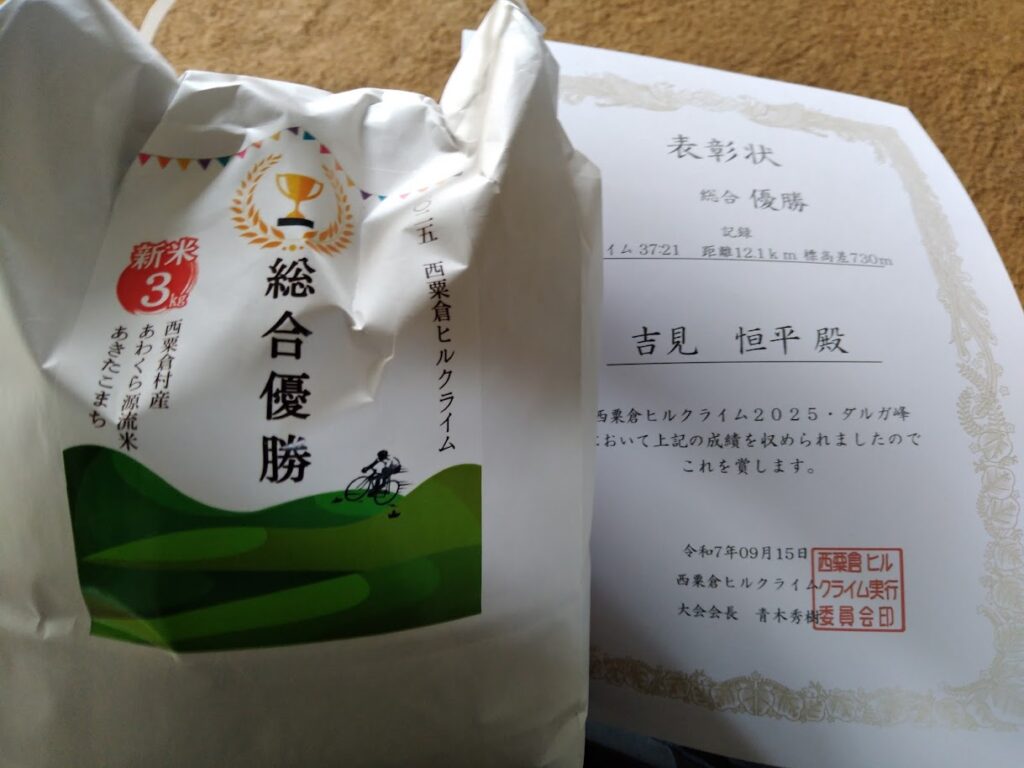 二〇二五 西粟倉ヒルクライム
総合優勝
新米
3kg
西粟倉村産
あわくら源流米
あきたこまち
表彰状
総合 優勝
記録
イム 37:21 距離12.1km 標高差730m
吉見 恒平 殿
西粟倉ヒルクライム2025・ダルガ峰
において上記の成績を収められましたので
これを賞します。
令和7年09月15日
西粟倉ヒルクライム
大会会長 青木秀樹
西粟倉ヒル
クライム実行
委員会印